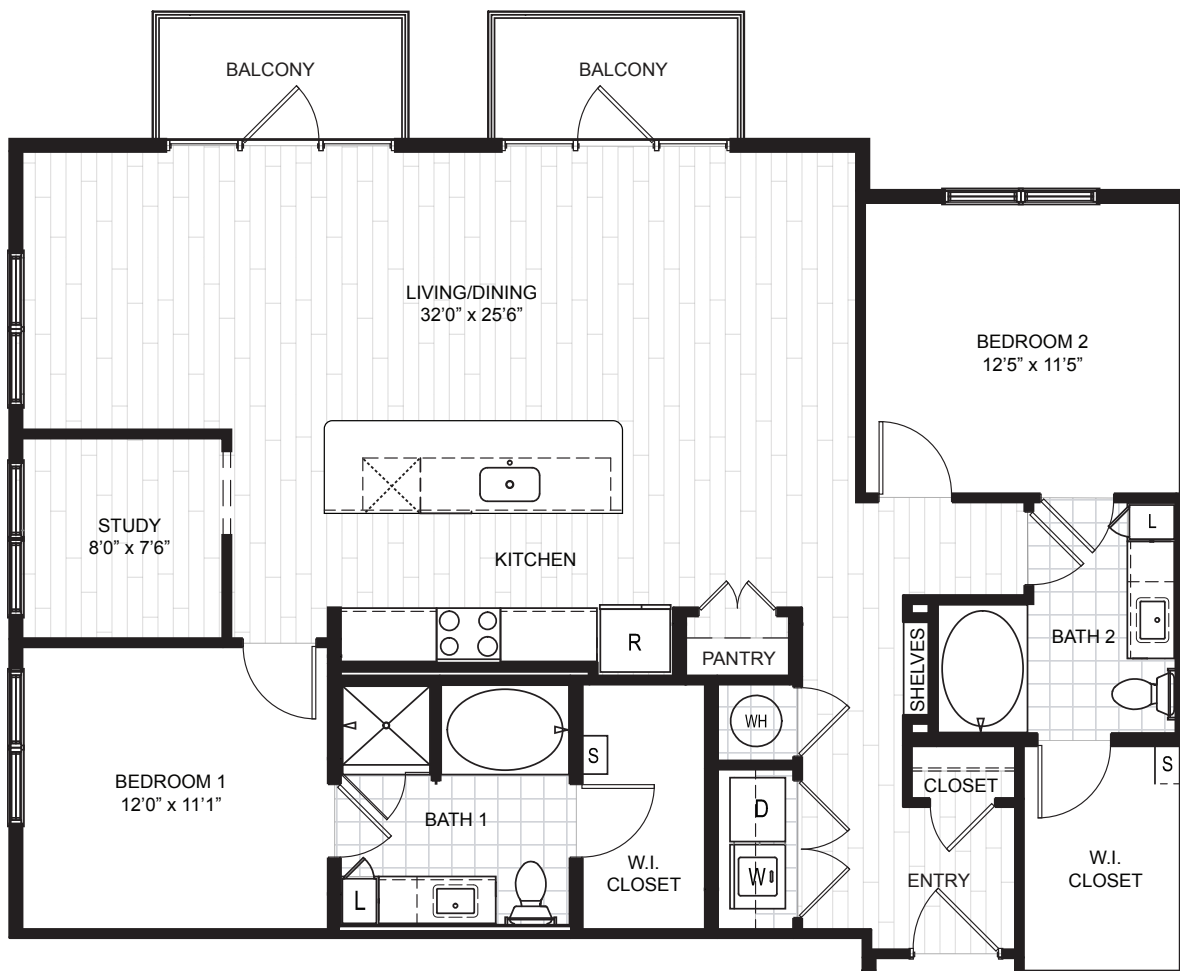 BALCONY
BALCONY
LIVING/DINING
32’0” x 25’6”
BEDROOM 2
12’5” x 11’5”
STUDY
8’0” x 7’6”
KITCHEN
L
R
PANTRY
SHELVES
BATH 2
WH
S
S
BEDROOM 1
12’0” x 11’1”
BATH 1
D
CLOSET
W.I.
CLOSET
W
L
ENTRY
W.I.
CLOSET